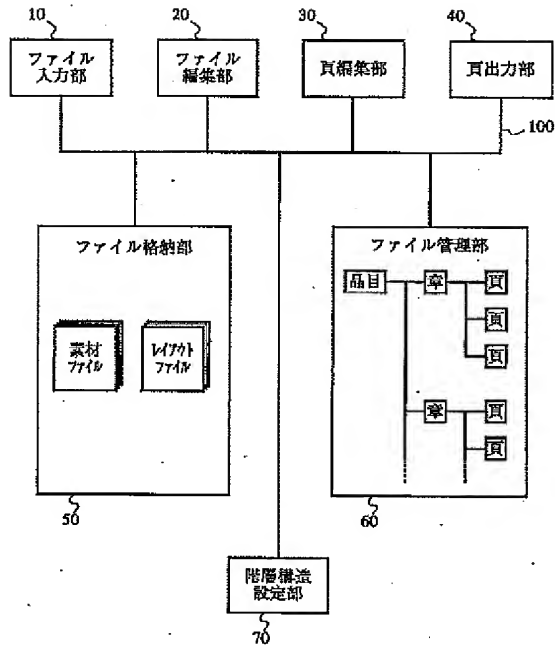 10
20
30
40
ファイル
入力部
ファイル
編集部
頁編集部
頁出力部
100
ファイル格納部
素材
ファイル
レイアウト
ファイル
50
ファイル管理部
品目
章
頁
頁
頁
章
頁
頁
60
階層構造
設定部
70